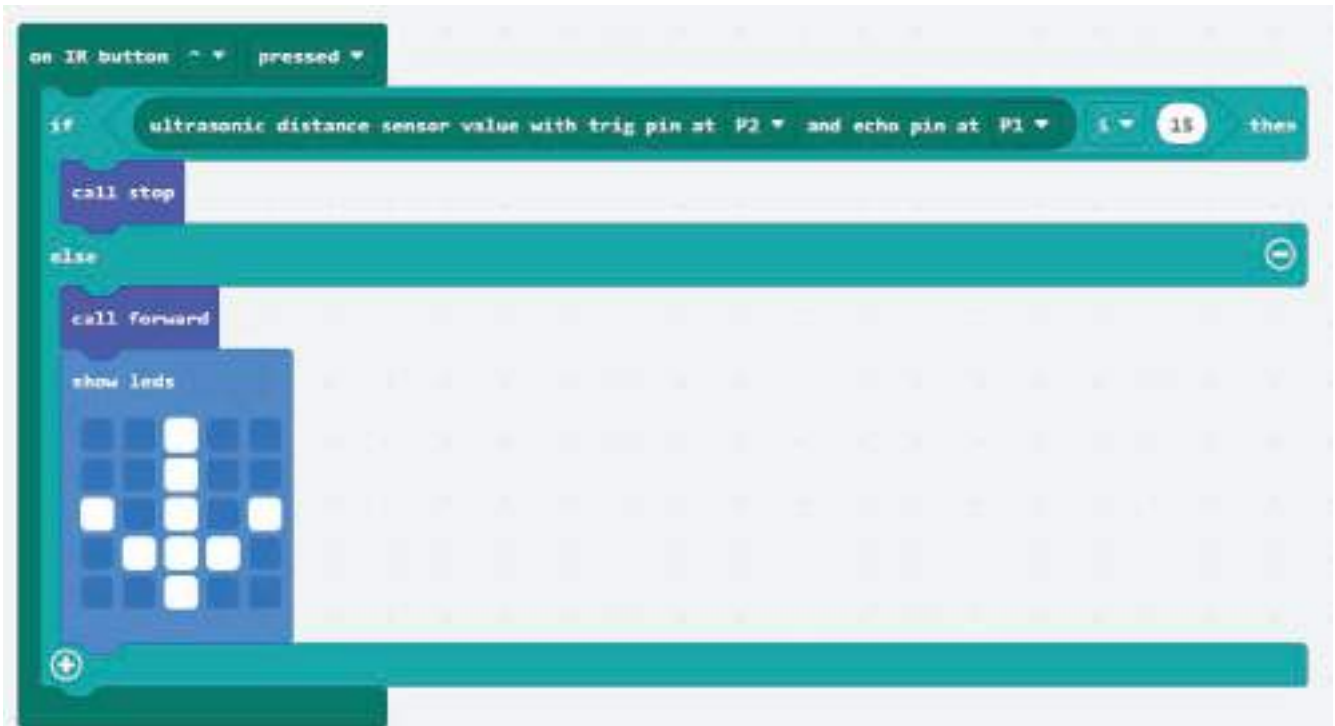 on IR button ^ pressed
if ultrasonic distance sensor value with trig pin at P2 and echo pin at P1 ≤ 15 then
call stop
else
call forward
show leds